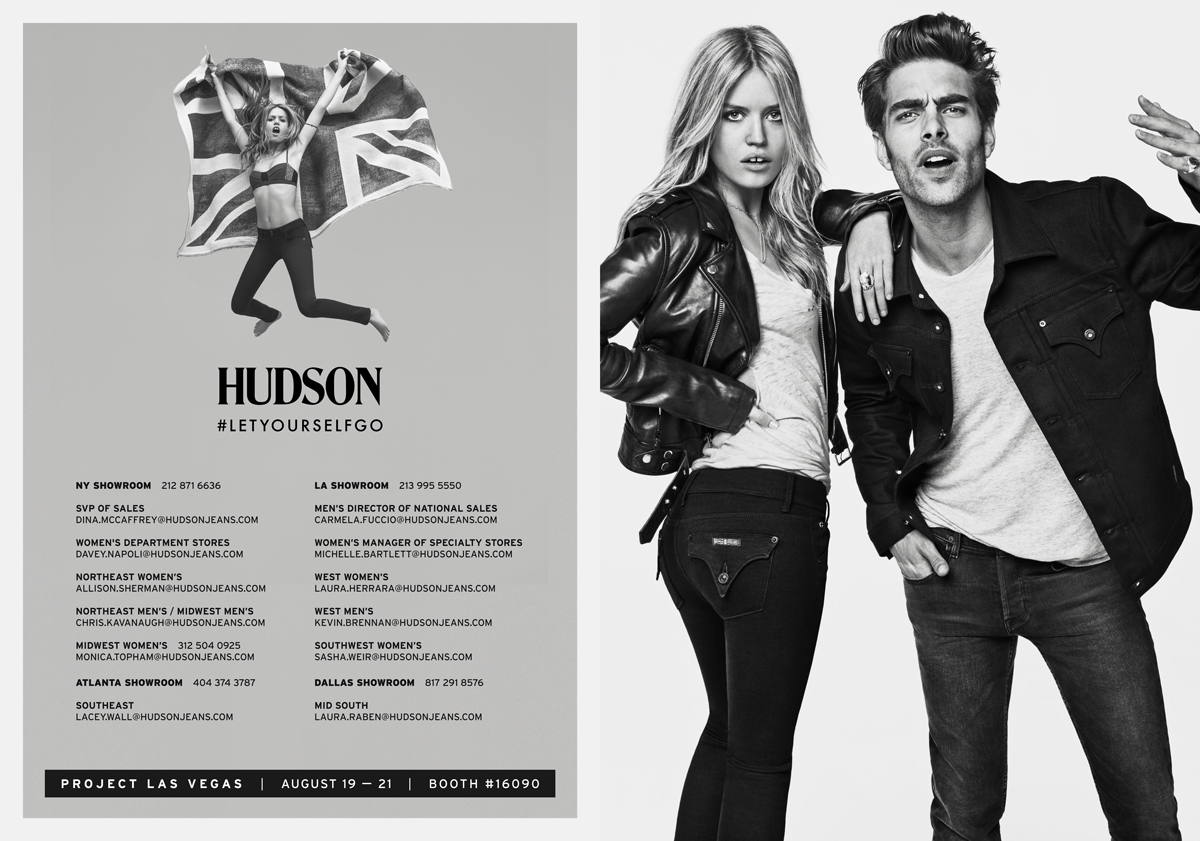 HUDSON
#LETYOURSELFGO
NY SHOWROOM 212 871 6636
SVP OF SALES
DINA.MCCAFFREY@HUDSONJEANS.COM
WOMEN'S DEPARTMENT STORES
DAVEY.NAPOLI@HUDSONJEANS.COM
NORTHEAST WOMEN'S
ALLISON.SHERMAN@HUDSONJEANS.COM
NORTHEAST MEN'S / MIDWEST MEN'S
CHRIS.KAVANAUGH@HUDSONJEANS.COM
MIDWEST WOMEN'S 312 504 0925
MONICA.TOPHAM@HUDSONJEANS.COM
ATLANTA SHOWROOM 404 374 3787
SOUTHEAST
LACEY.WALL@HUDSONJEANS.COM
LA SHOWROOM 213 995 5550
MEN'S DIRECTOR OF NATIONAL SALES
CARMELA.FUCCIO@HUDSONJEANS.COM
WOMEN'S MANAGER OF SPECIALTY STORES
MICHELLE.BARTLETT@HUDSONJEANS.COM
WEST WOMEN'S
LAURA.HERRARA@HUDSONJEANS.COM
WEST MEN'S
KEVIN.BRENNAN@HUDSONJEANS.COM
SOUTHWEST WOMEN'S
SASHA.WEIR@HUDSONJEANS.COM
DALLAS SHOWROOM 817 291 8576
MID SOUTH
LAURA.RABEN@HUDSONJEANS.COM
PROJECT LAS VEGAS | AUGUST 19 — 21 | BOOTH #16090